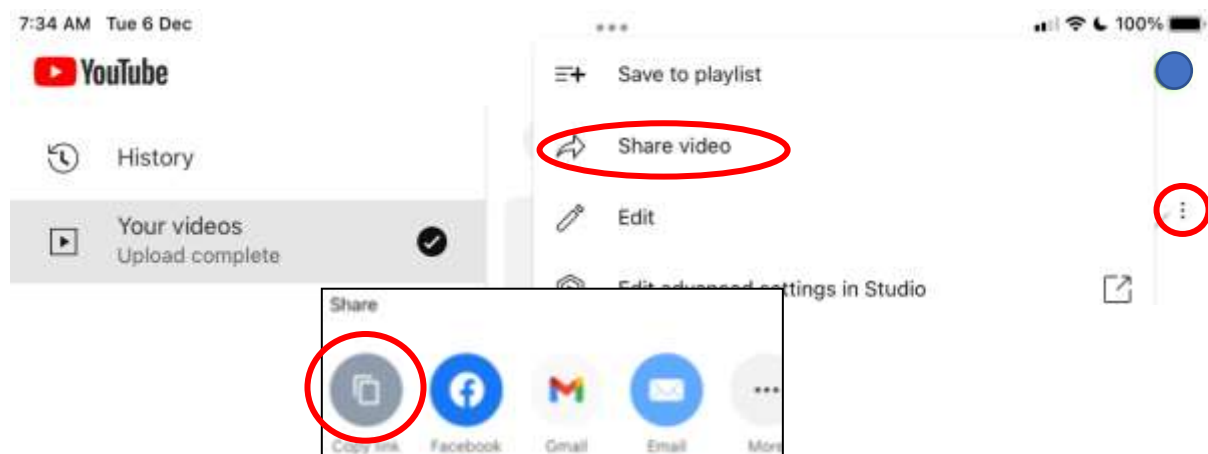 7:34 AM Tue 6 Dec
100%
YouTube
Save to playlist
History
Share video
Your videos
Upload complete
Edit
Edit advanced settings in Studio
Share
Copy link Facebook Gmail Email More